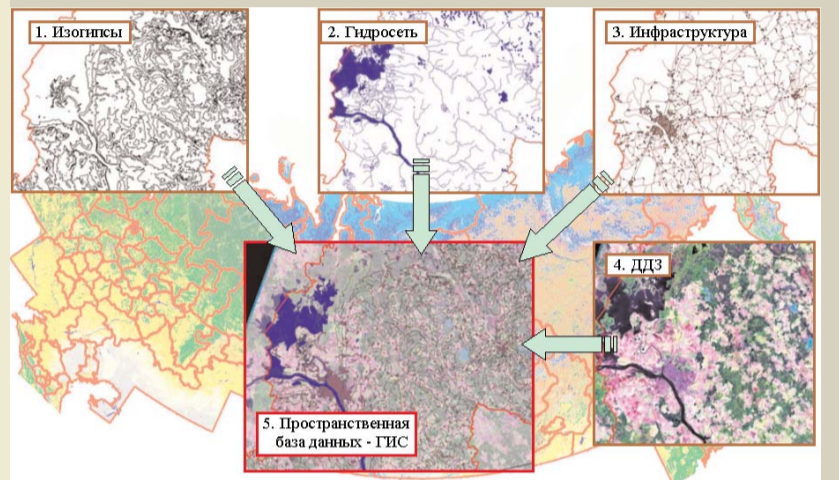 1. Изогипсы
2. Гидросеть
3. Инфраструктура
4. ДДЗ
5. Пространственная
база данных - ГИС